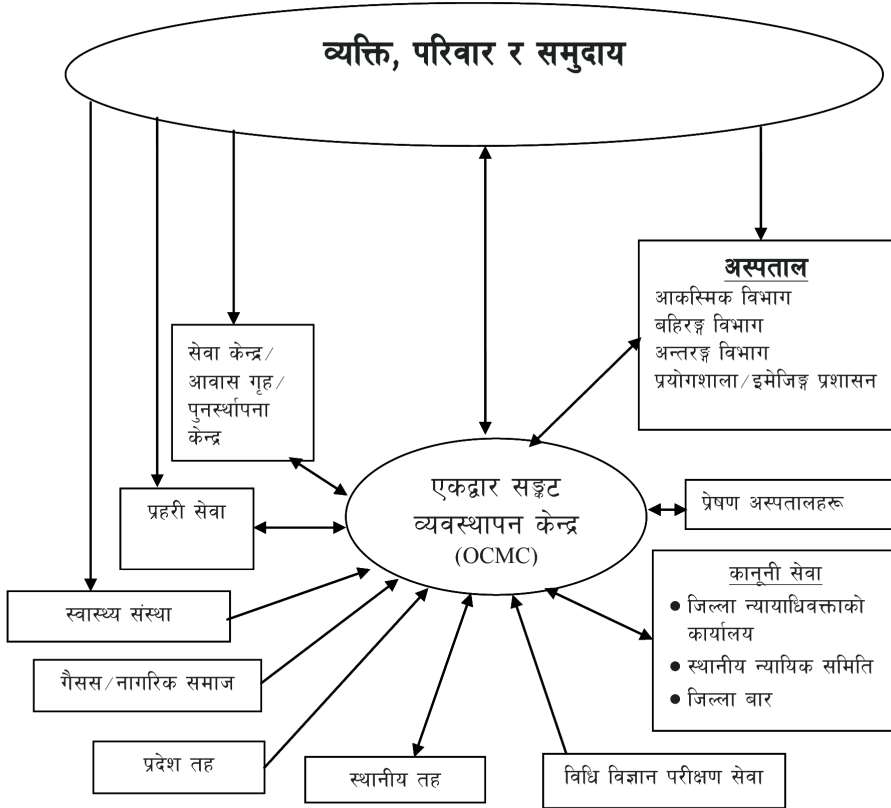 व्यक्ति, परिवार र समुदाय
अस्पताल
आकस्मिक विभाग
बहिरङ्ग विभाग
अन्तरङ्ग विभाग
प्रयोगशाला/इमेजिङ्ग प्रशासन
सेवा केन्द्र/
आवास गृह/
पुनर्स्थापना
केन्द्र
एकद्वार सङ्कट
व्यवस्थापन केन्द्र
(OCMC)
प्रहरी सेवा
प्रेषण अस्पतालहरू
स्वास्थ्य संस्था
कानूनी सेवा
● जिल्ला न्यायाधिवक्ताको
कार्यालय
● स्थानीय न्यायिक समिति
● जिल्ला बार
गैसस/नागरिक समाज
प्रदेश तह
स्थानीय तह
विधि विज्ञान परीक्षण सेवा